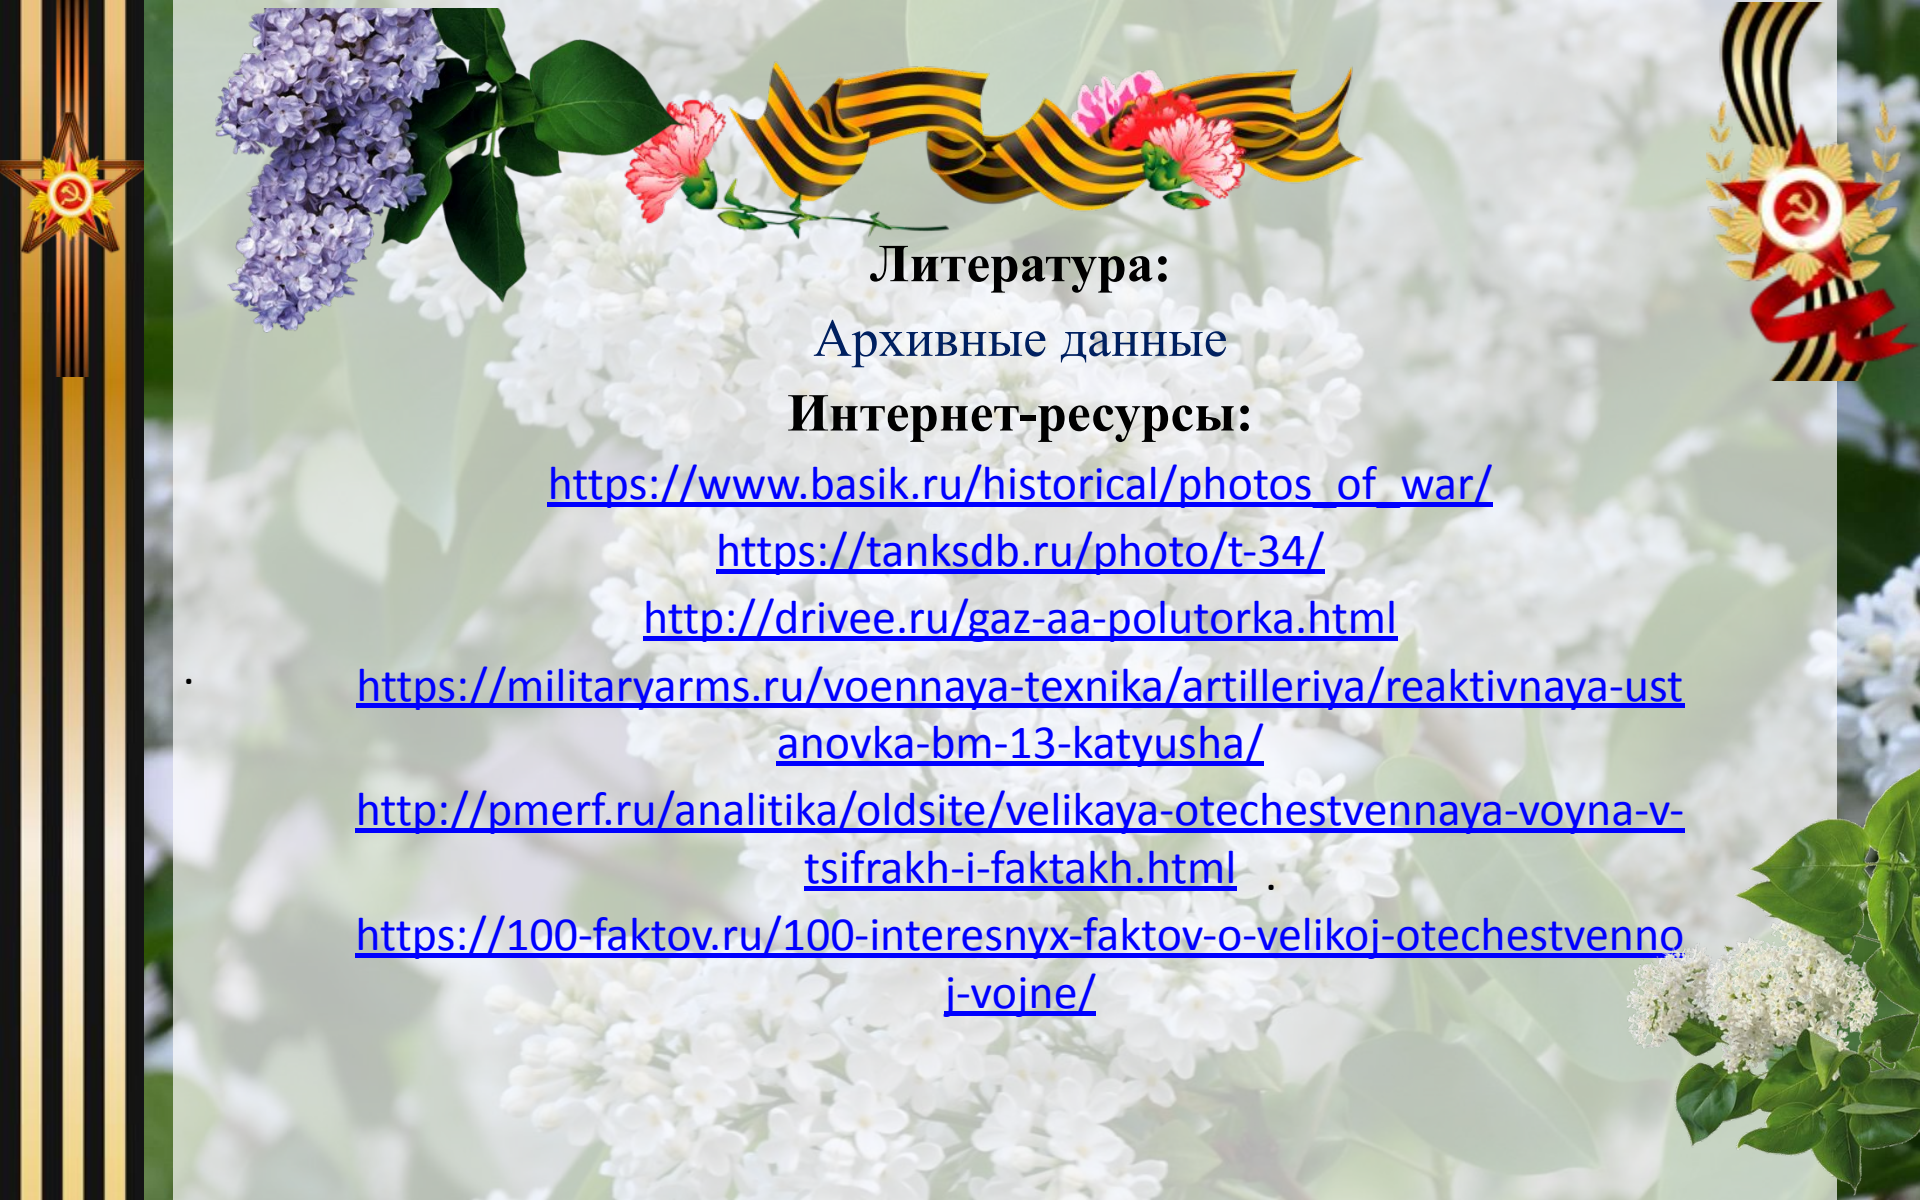 Литература:
Архивные данные
Интернет-ресурсы:
https://www.basik.ru/historical/photos_of_war/
https://tanksdb.ru/photo/t-34/
http://drivee.ru/gaz-aa-polutorka.html
.
https://militaryarms.ru/voennaya-texnika/artilleriya/reaktivnaya-ust
anovka-bm-13-katyusha/
http://pmerf.ru/analitika/oldsite/velikaya-otechestvennaya-voyna-v-
tsifrakh-i-faktakh.html .
https://100-faktov.ru/100-interesnyx-faktov-o-velikoj-otechestvenno
j-vojne/